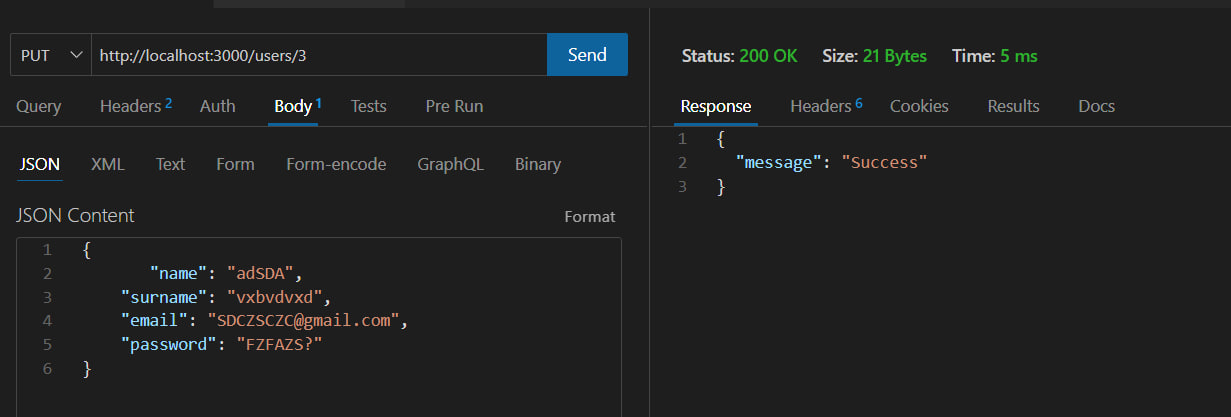 PUT http://localhost:3000/users/3 Send
Query Headers 2 Auth Body 1 Tests Pre Run
JSON XML Text Form Form-encode GraphQL Binary
JSON Content Format
1 {
2 "name": "adSDA",
3 "surname": "vxbvdvxd",
4 "email": "SDCZSCZC@gmail.com",
5 "password": "FZFAZS?"
6 }
Status: 200 OK Size: 21 Bytes Time: 5 ms
Response Headers 6 Cookies Results Docs
1 {
2 "message": "Success"
3 }